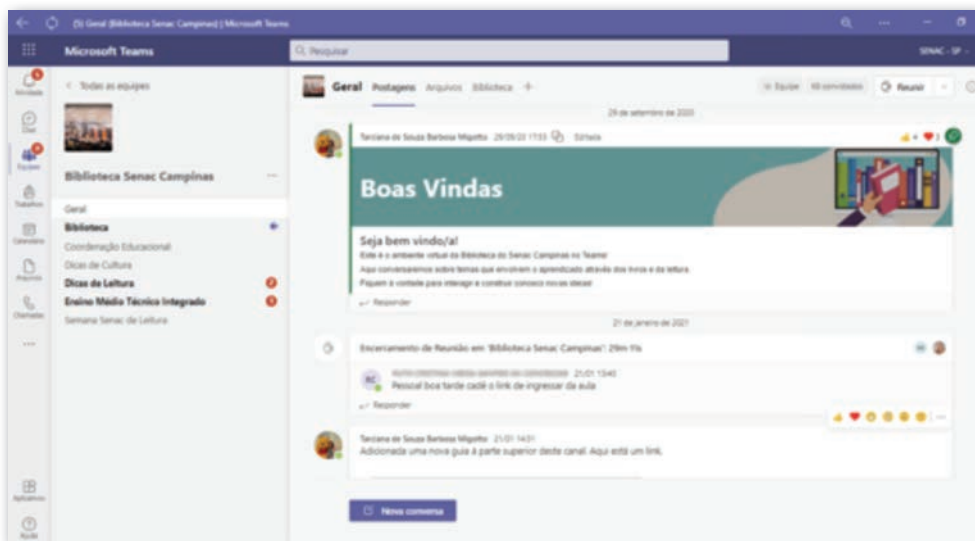 (5) Geral (Biblioteca Senac Campinas) | Microsoft Teams
Microsoft Teams
Pesquisar
SENAC - SP
Atividade
Chat
Equipes
Trabalhos
Calendário
Arquivos
Chamadas
Aplicativos
Ajuda
< Todas as equipes
Biblioteca Senac Campinas
Geral
Biblioteca
Coordenação Educacional
Dicas de Cultura
Dicas de Leitura
Ensino Médio Técnico Integrado
Semana Senac de Leitura
Geral Postagens Arquivos Biblioteca +
Equipe
Reunir
29 de setembro de 2020
Tarciana de Souza Barbosa Migotto 29/09/20 17:53 Editada
Boas Vindas
Seja bem vindo/a!
Este é o ambiente virtual da Biblioteca do Senac Campinas no Teams!
Aqui conversaremos sobre temas que envolvem o aprendizado através dos livros e da leitura.
Fiquem à vontade para interagir e construir conosco novas ideias!
Responder
21 de janeiro de 2021
Encerramento de Reunião em 'Biblioteca Senac Campinas': 29m 11s
RC
21/01 13:40
Pessoal boa tarde cadê o link de ingressar da aula
Responder
Tarciana de Souza Barbosa Migotto 21/01 14:31
Adicionada uma nova guia à parte superior deste canal. Aqui está um link.
Nova conversa